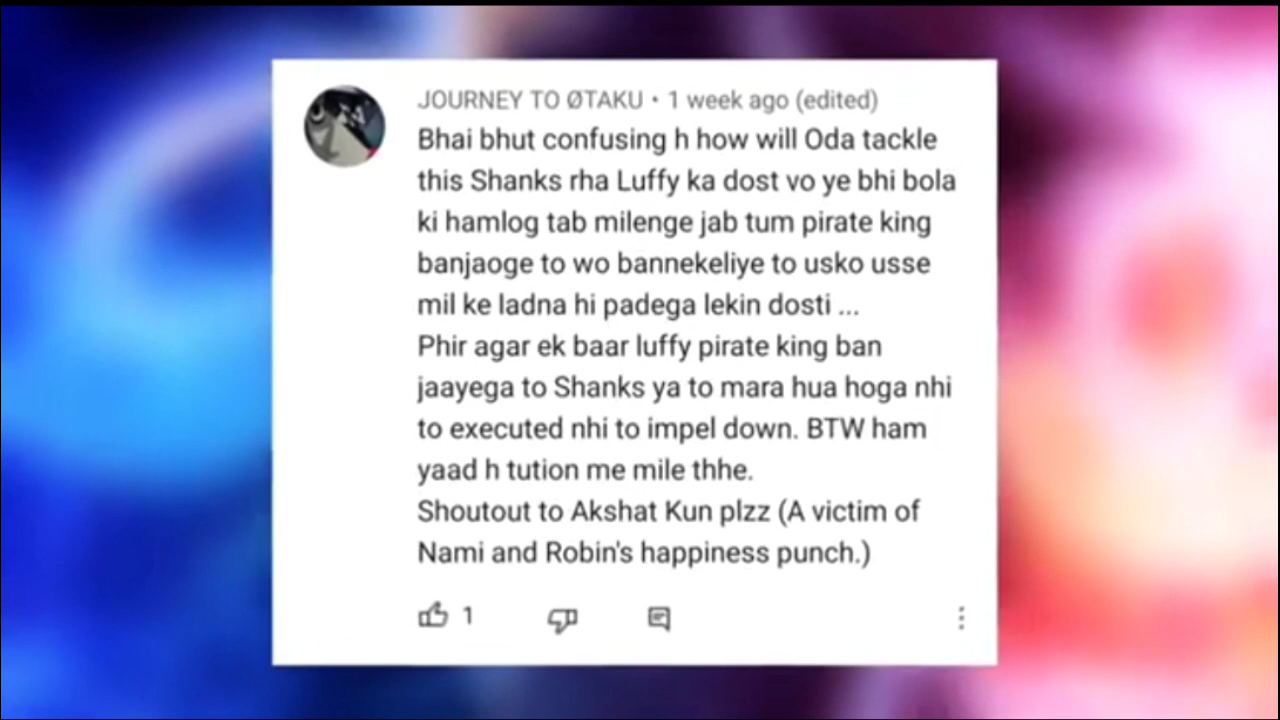 JOURNEY TO ØTAKU • 1 week ago (edited)
Bhai bhut confusing h how will Oda tackle
this Shanks rha Luffy ka dost vo ye bhi bola
ki hamlog tab milenge jab tum pirate king
banjaoge to wo bannekeliye to usko usse
mil ke ladna hi padega lekin dosti ...
Phir agar ek baar luffy pirate king ban
jaayega to Shanks ya to mara hua hoga nhi
to executed nhi to impel down. BTW ham
yaad h tution me mile thhe.
Shoutout to Akshat Kun plzz (A victim of
Nami and Robin's happiness punch.)
1